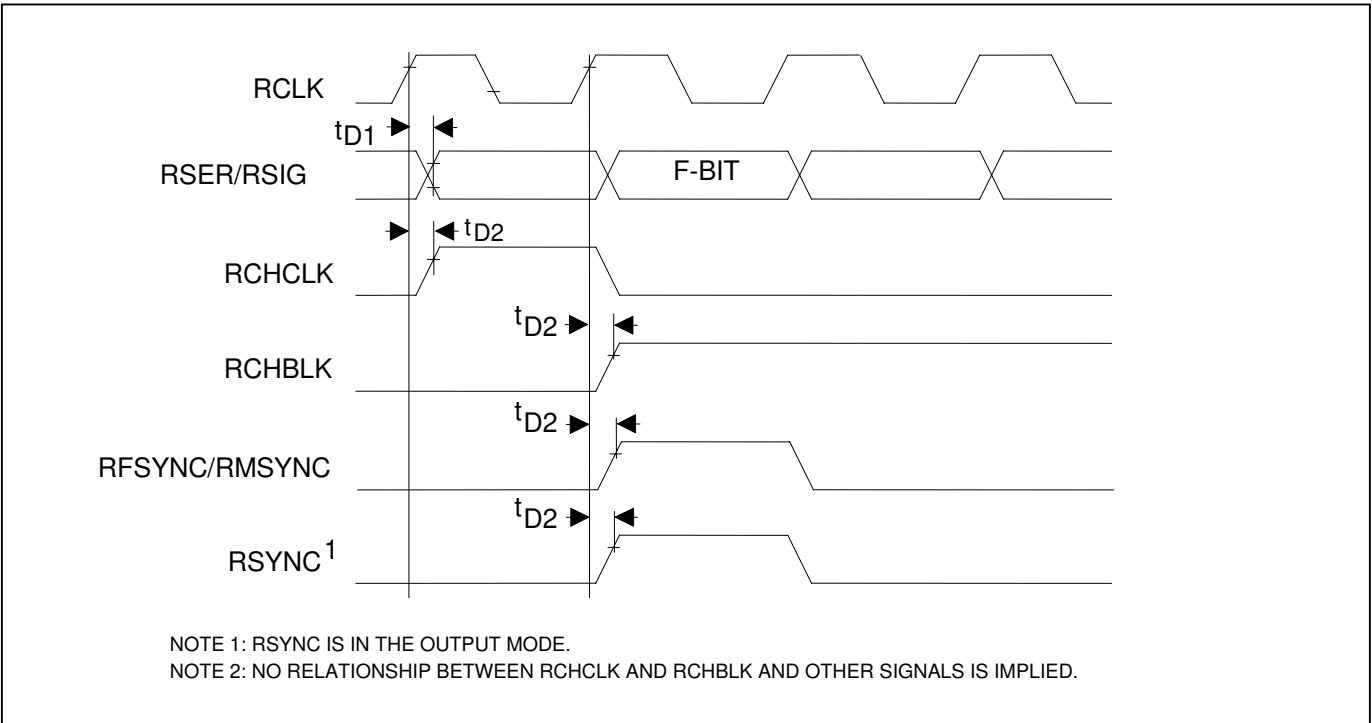 RCLK
tD1
RSER/RSIG
F-BIT
tD2
RCHCLK
tD2
RCHBLK
tD2
RFSYNC/RMSYNC
tD2
RSYNC1
NOTE 1: RSYNC IS IN THE OUTPUT MODE.
NOTE 2: NO RELATIONSHIP BETWEEN RCHCLK AND RCHBLK AND OTHER SIGNALS IS IMPLIED.